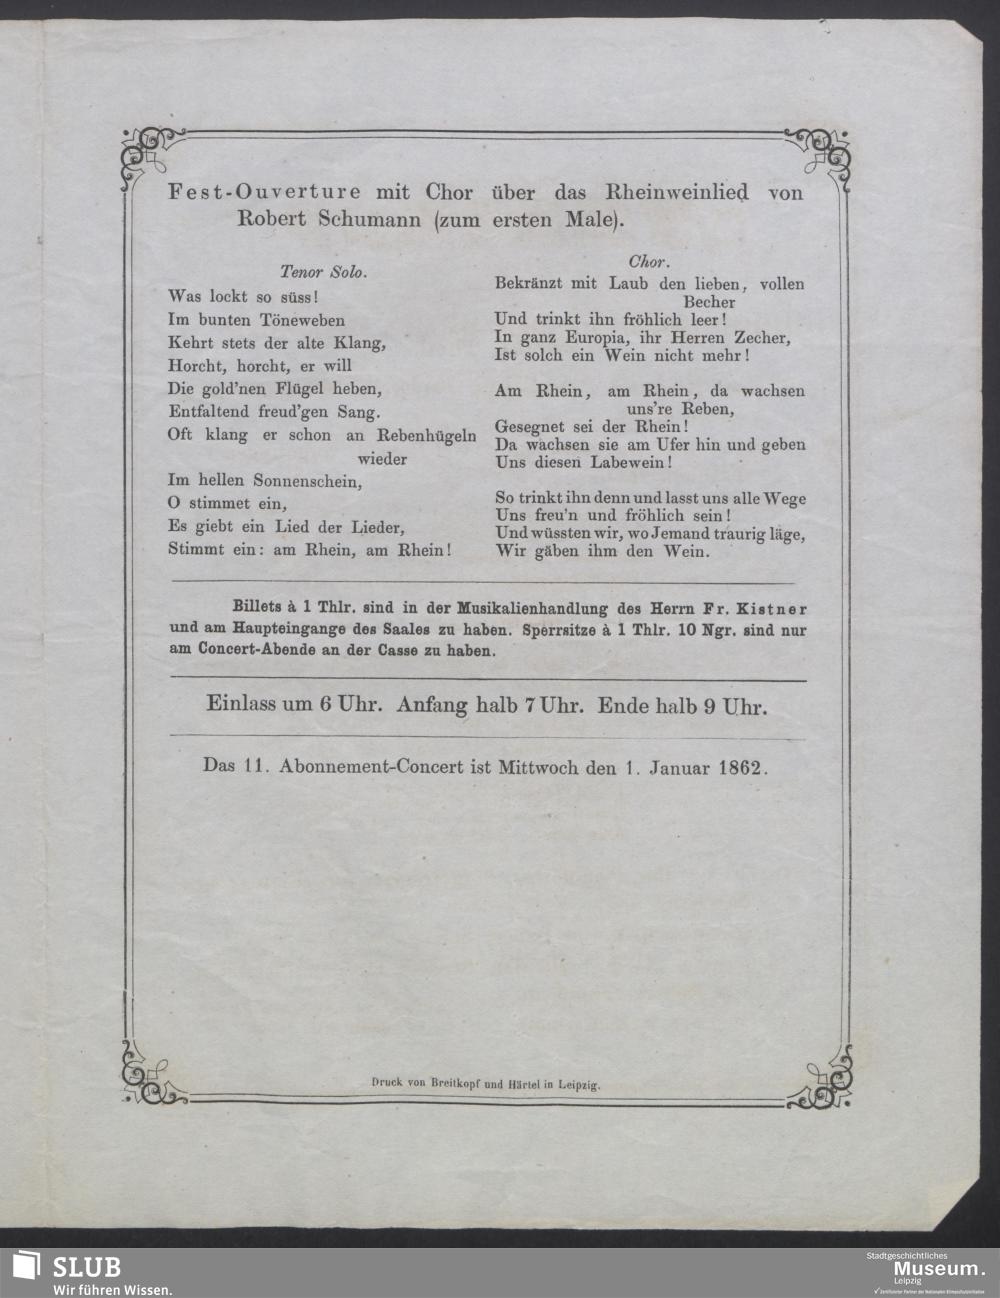 Fest-Ouverture mit Chor über das Rheinweinlied von
Robert Schumann (zum ersten Male).
Tenor Solo.
Was lockt so süss!
Im bunten Töneweben
Kehrt stets der alte Klang,
Horcht, horcht, er will
Die gold'nen Flügel heben,
Entfaltend freud'gen Sang.
Oft klang er schon an Rebenhügeln
wieder
Im hellen Sonnenschein,
O stimmet ein,
Es giebt ein Lied der Lieder,
Stimmt ein: am Rhein, am Rhein!
Chor.
Bekränzt mit Laub den lieben, vollen
Becher
Und trinkt ihn fröhlich leer!
In ganz Europia, ihr Herren Zecher,
Ist solch ein Wein nicht mehr!
Am Rhein, am Rhein, da wachsen
uns're Reben,
Gesegnet sei der Rhein!
Da wachsen sie am Ufer hin und geben
Uns diesen Labewein!
So trinkt ihn denn und lasst uns alle Wege
Uns freu'n und fröhlich sein!
Und wüssten wir, wo Jemand traurig läge,
Wir gäben ihm den Wein.
Billets à 1 Thlr. sind in der Musikalienhandlung des Herrn Fr. Kistner
und am Haupteingange des Saales zu haben. Sperrsitze à 1 Thlr. 10 Ngr. sind nur
am Concert-Abende an der Casse zu haben.
Einlass um 6 Uhr. Anfang halb 7 Uhr. Ende halb 9 Uhr.
Das 11. Abonnement-Concert ist Mittwoch den 1. Januar 1862.
Druck von Breitkopf und Härtel in Leipzig.
SLUB
Wir führen Wissen.
Stadtgeschichtliches
Museum.
Leipzig
Zertifizierter Partner der Nationalen Klimaschutzinitiative